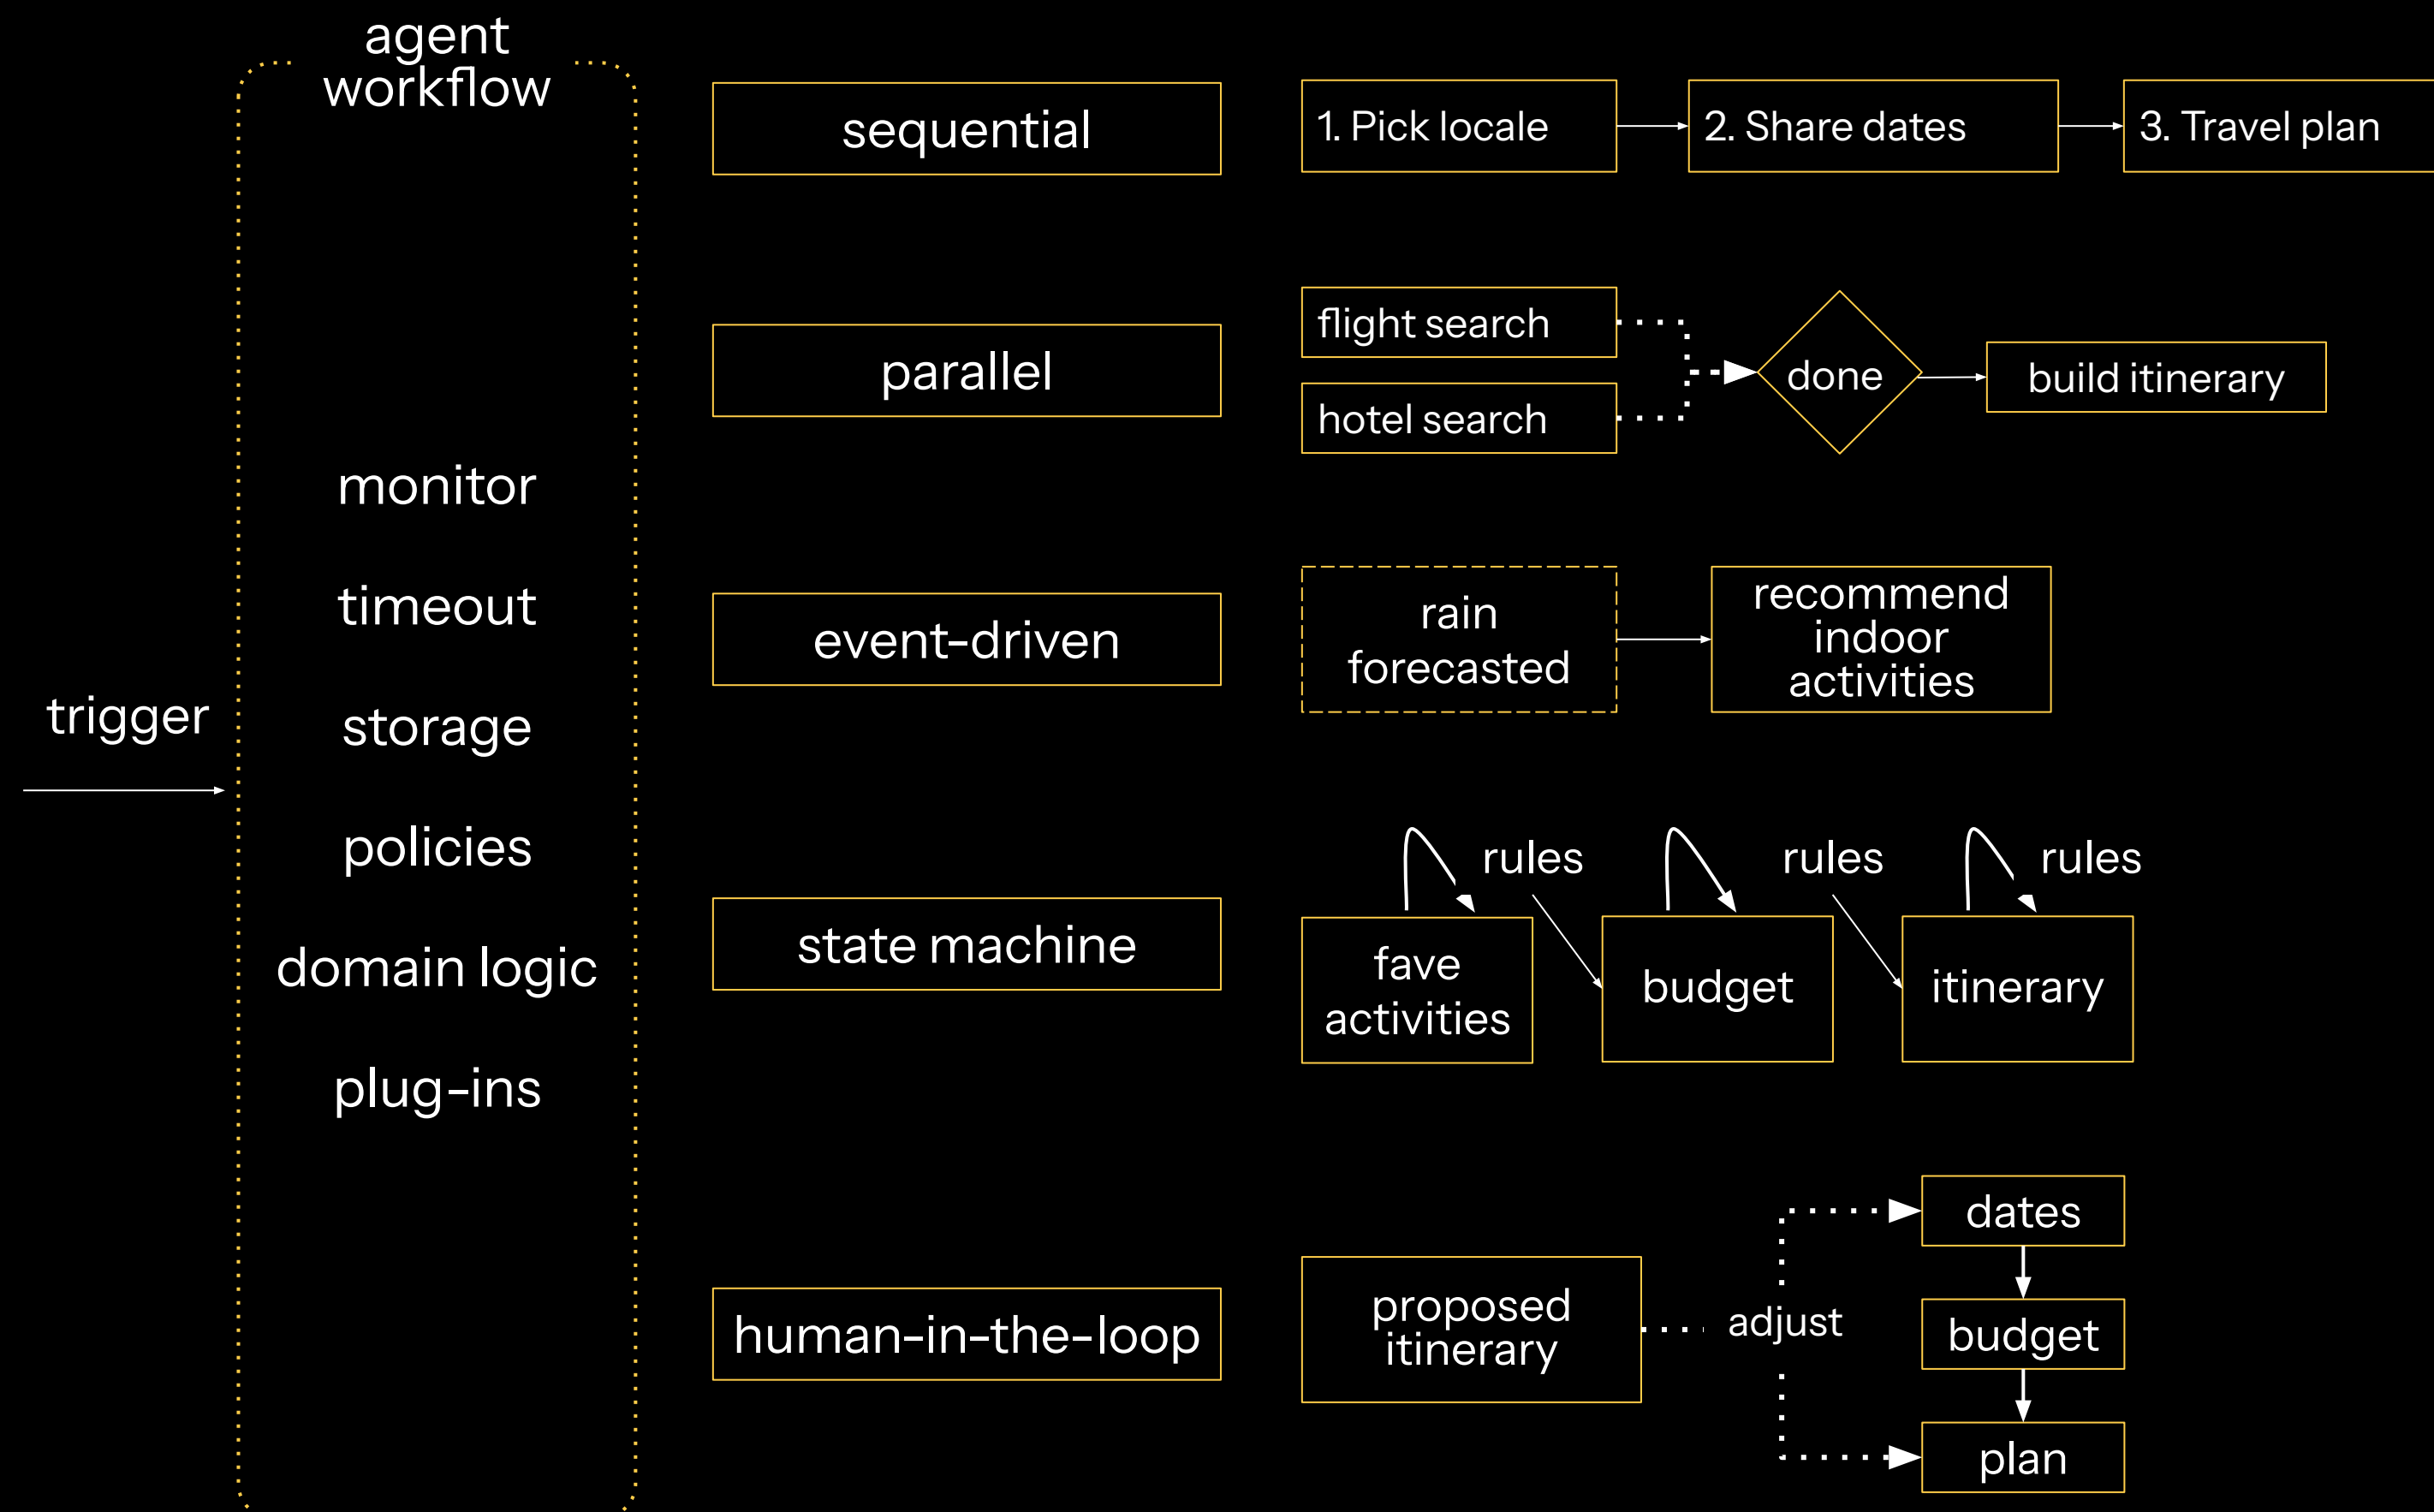 agent
workflow
trigger
monitor
timeout
storage
policies
domain logic
plug-ins
sequential
1. Pick locale
2. Share dates
3. Travel plan
parallel
flight search
hotel search
done
build itinerary
event-driven
rain
forecasted
recommend
indoor
activities
state machine
fave
activities
rules
budget
rules
itinerary
rules
human-in-the-loop
proposed
itinerary
adjust
dates
budget
plan